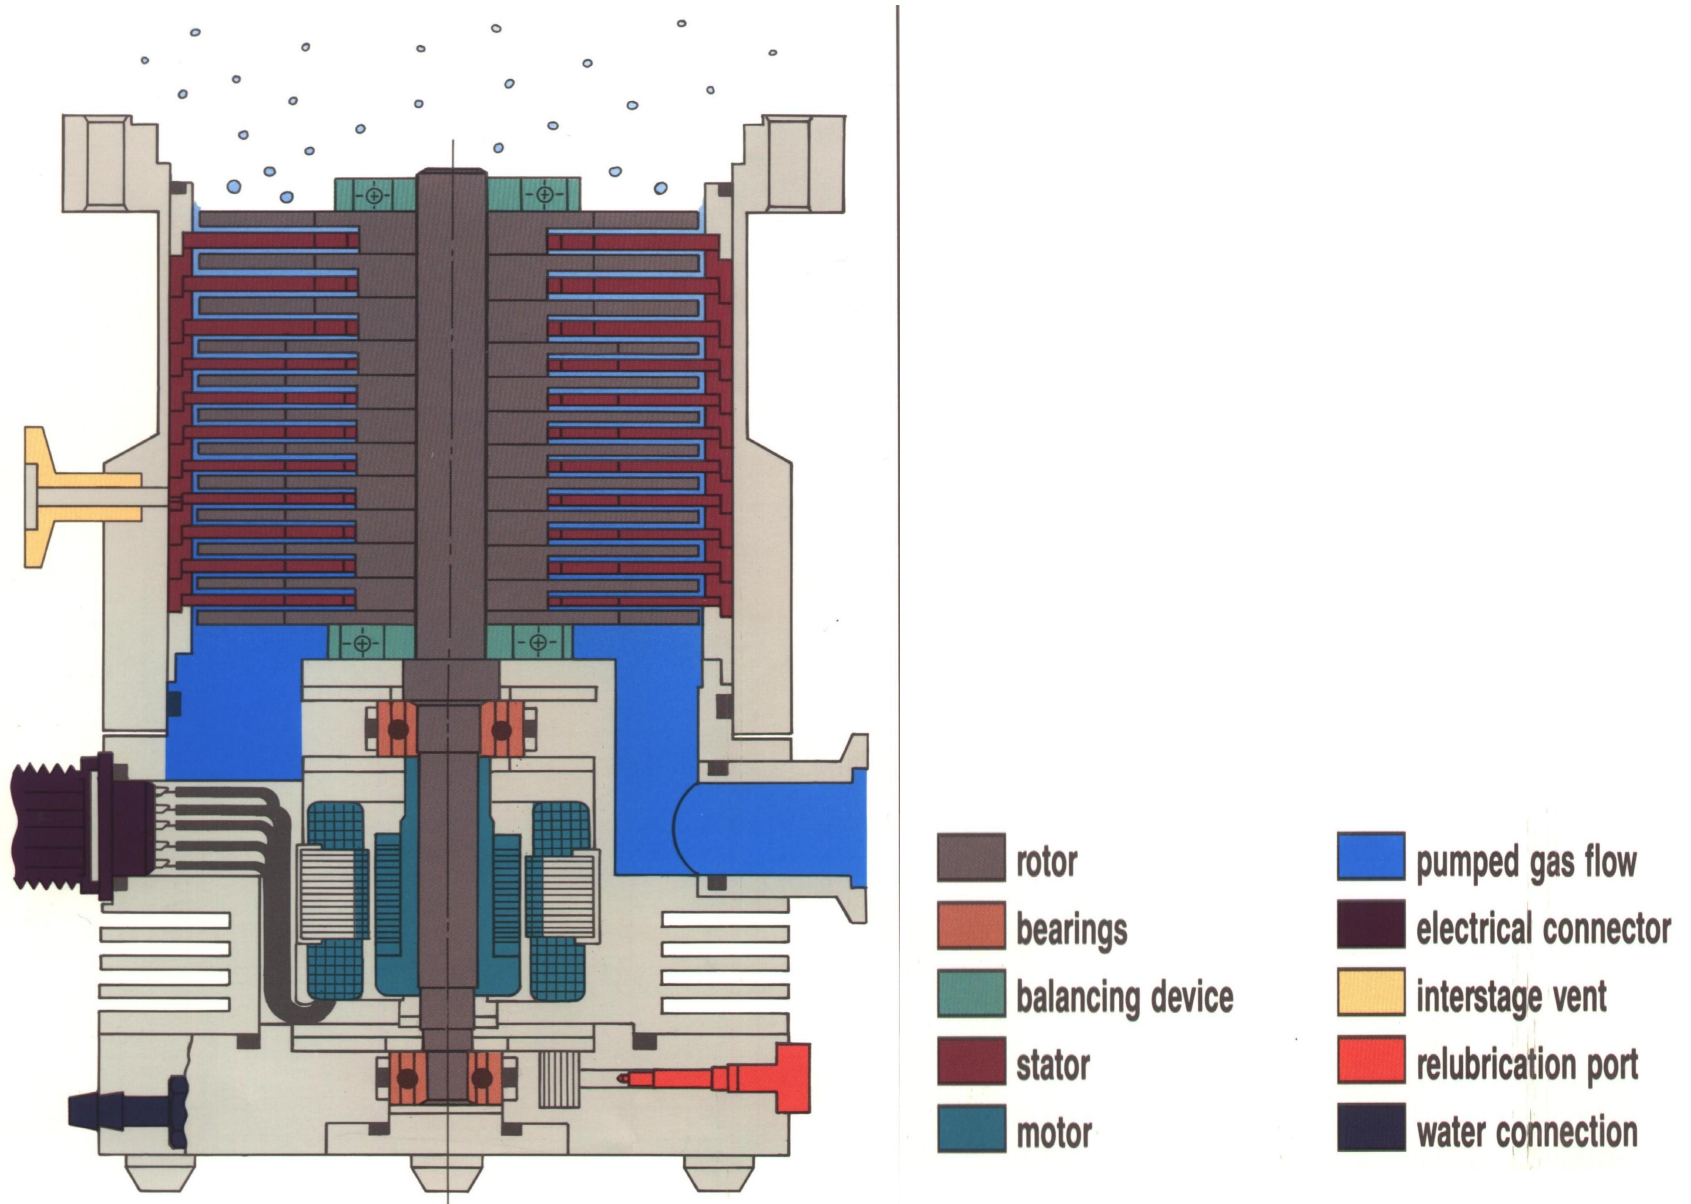 rotor
bearings
balancing device
stator
motor
pumped gas flow
electrical connector
interstage vent
relubrication port
water connection